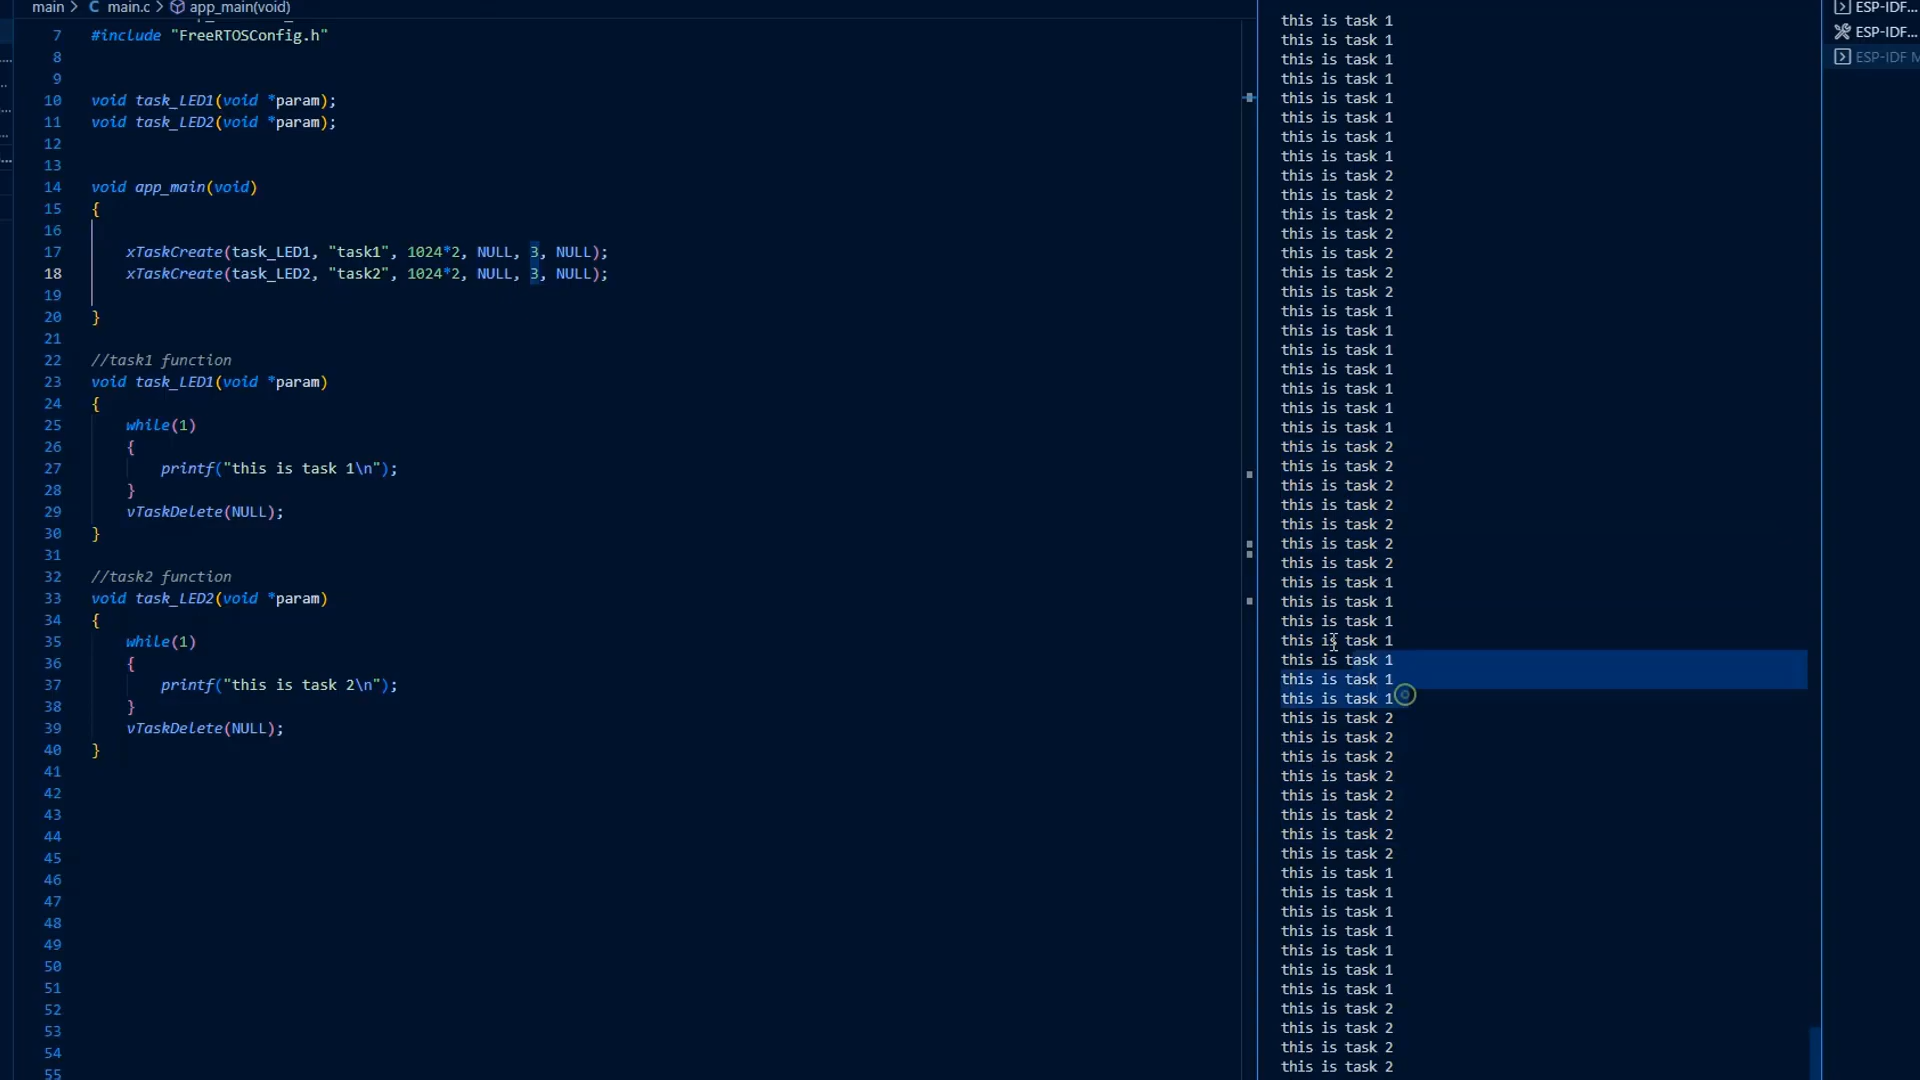 main > C main.c > app_main(void)
7 #include "FreeRTOSConfig.h"
8
9
10 void task_LED1(void *param);
11 void task_LED2(void *param);
12
13
14 void app_main(void)
15 {
16
17 xTaskCreate(task_LED1, "task1", 1024*2, NULL, 3, NULL);
18 xTaskCreate(task_LED2, "task2", 1024*2, NULL, 3, NULL);
19
20 }
21
22 //task1 function
23 void task_LED1(void *param)
24 {
25 while(1)
26 {
27 printf("this is task 1\n");
28 }
29 vTaskDelete(NULL);
30 }
31
32 //task2 function
33 void task_LED2(void *param)
34 {
35 while(1)
36 {
37 printf("this is task 2\n");
38 }
39 vTaskDelete(NULL);
40 }
41
42
43
44
45
46
47
48
49
50
51
52
53
54
55
this is task 1
this is task 1
this is task 1
this is task 1
this is task 1
this is task 1
this is task 1
this is task 1
this is task 2
this is task 2
this is task 2
this is task 2
this is task 2
this is task 2
this is task 2
this is task 1
this is task 1
this is task 1
this is task 1
this is task 1
this is task 1
this is task 1
this is task 2
this is task 2
this is task 2
this is task 2
this is task 2
this is task 2
this is task 2
this is task 1
this is task 1
this is task 1
this is task 1
this is task 1
this is task 1
this is task 1
this is task 2
this is task 2
this is task 2
this is task 2
this is task 2
this is task 2
this is task 2
this is task 2
this is task 1
this is task 1
this is task 1
this is task 1
this is task 1
this is task 1
this is task 1
this is task 2
this is task 2
this is task 2
this is task 2
ESP-IDF...
ESP-IDF...
ESP-IDF M